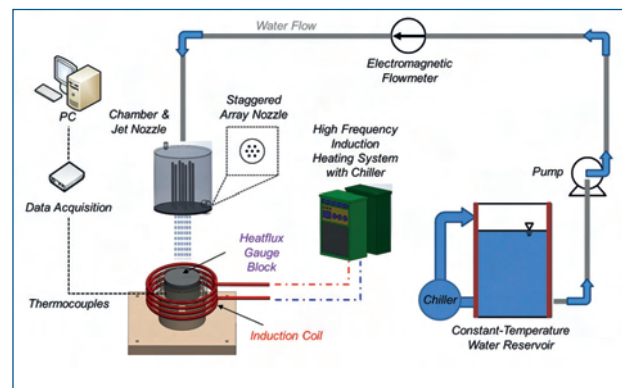 Water Flow
Electromagnetic
Flowmeter
PC
Chamber &
Jet Nozzle
Staggered
Array Nozzle
High Frequency
Induction
Heating System
with Chiller
Pump
Data Acquisition
Heatflux
Gauge
Block
Thermocouples
Induction Coil
Chiller
Constant-Temperature
Water Reservoir